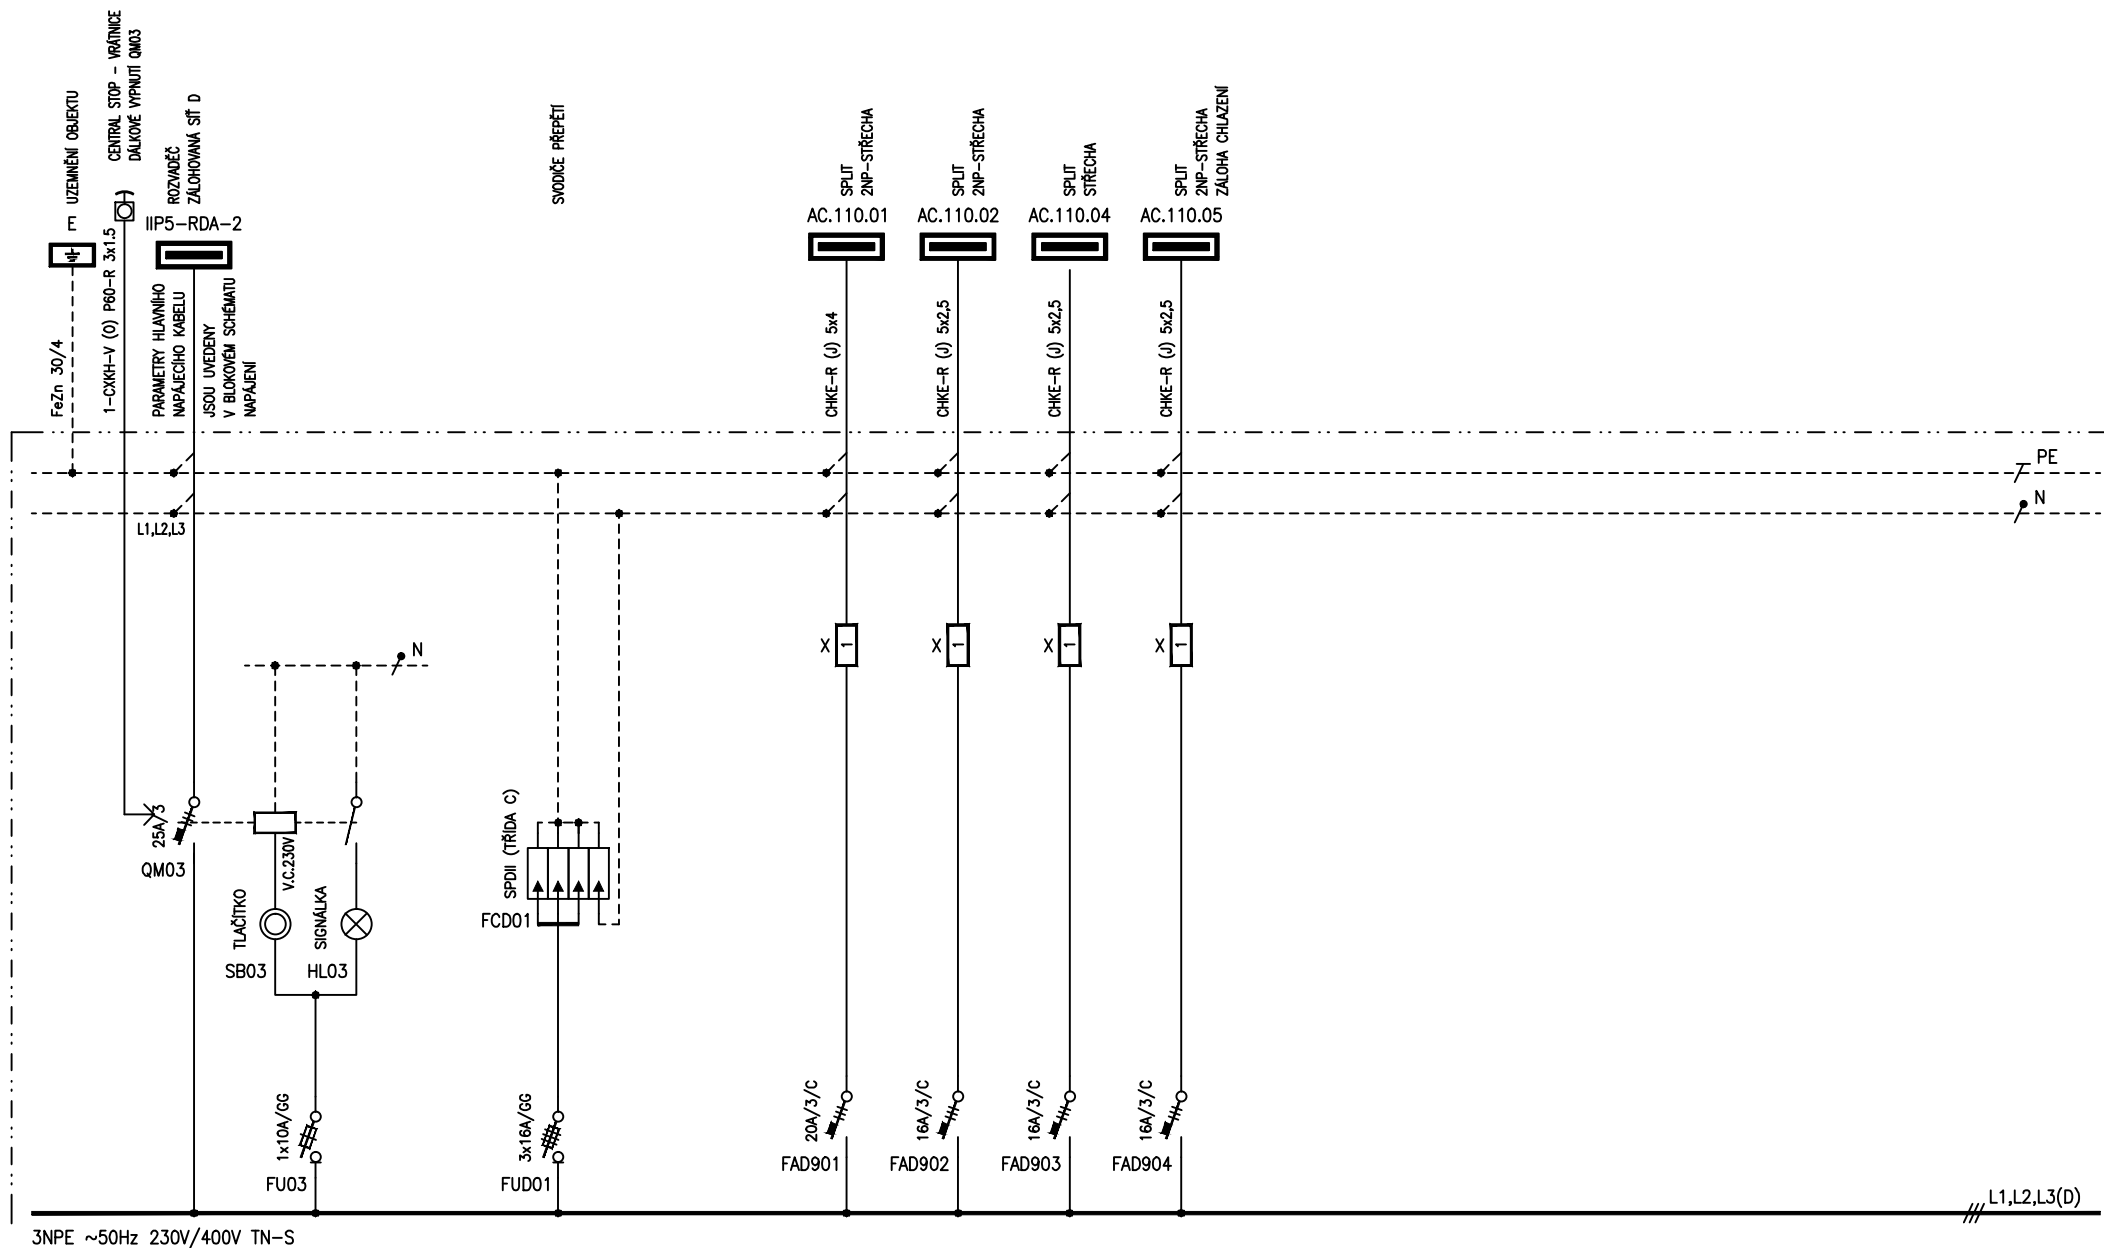 UZEMNĚNÍ OBJEKTU
E
FeZn 30/4
CENTRAL STOP - VRÁTNICE
DÁLKOVÉ VYPNUTÍ QM03
1-CXKH-V (O) P60-R 3x1.5
ROZVADĚČ
ZÁLOHOVANÁ SÍŤ D
IIP5-RDA-2
PARAMETRY HLAVNÍHO
NAPÁJECÍHO KABELU
JSOU UVEDENY
V BLOKOVÉM SCHÉMATU
NAPÁJENÍ
SVODIČE PŘEPĚTÍ
SPLIT
2NP-STŘECHA
AC.110.01
CHKE-R (J) 5x4
SPLIT
2NP-STŘECHA
AC.110.02
CHKE-R (J) 5x2,5
SPLIT
STŘECHA
AC.110.04
CHKE-R (J) 5x2,5
SPLIT
2NP-STŘECHA
ZÁLOHA CHLAZENÍ
AC.110.05
CHKE-R (J) 5x2,5
PE
N
L1,L2,L3
N
X 1
X 1
X 1
X 1
25A/3
QM03
V.C.230V
TLAČÍTKO
SB03
SIGNÁLKA
HL03
SPDII (TŘÍDA C)
FCD01
1x10A/GG
FU03
3x16A/GG
FUD01
20A/3/C
FAD901
16A/3/C
FAD902
16A/3/C
FAD903
16A/3/C
FAD904
L1,L2,L3(D)
3NPE ~50Hz 230V/400V TN-S